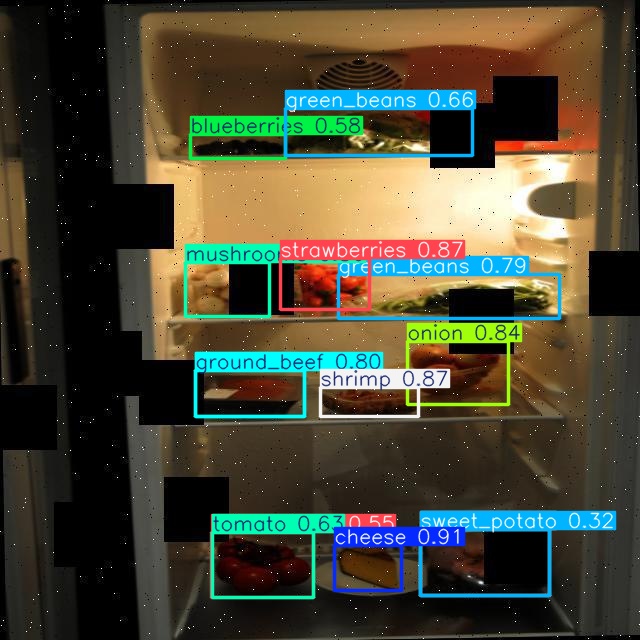 green_beans 0.66
blueberries 0.58
mushroom
strawberries 0.87
green_beans 0.79
onion 0.84
ground_beef 0.80
shrimp 0.87
tomato 0.63
0.55
sweet_potato 0.32
cheese 0.91